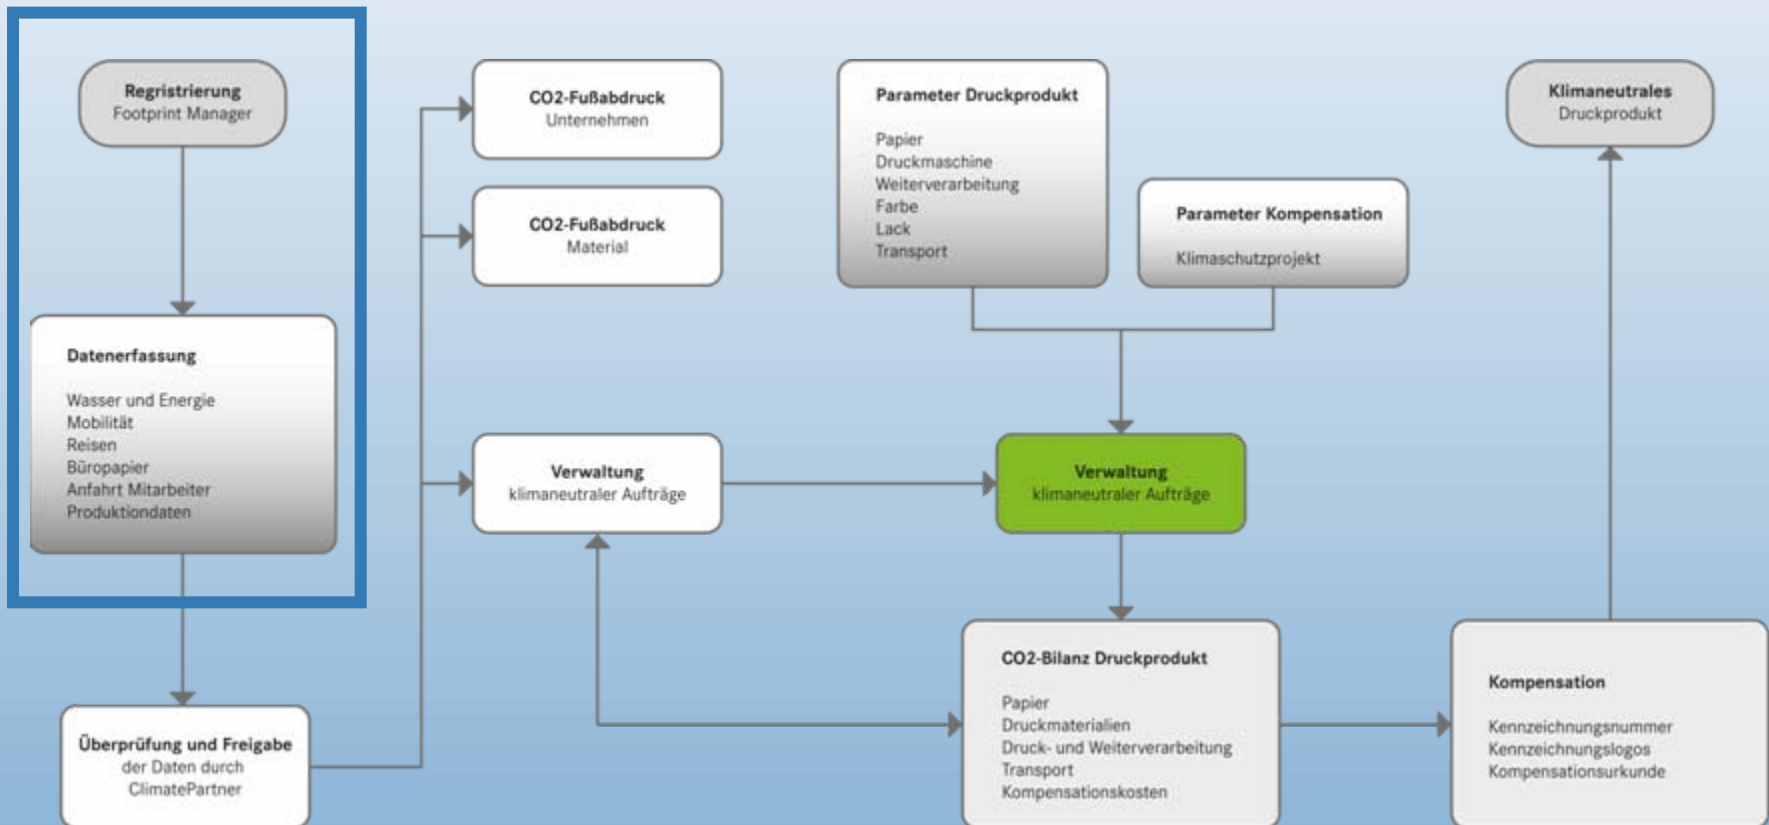 Regristrierung
Footprint Manager
Datenerfassung
Wasser und Energie
Mobilität
Reisen
Büropapier
Anfahrt Mitarbeiter
Produktiondaten
Überprüfung und Freigabe
der Daten durch
ClimatePartner
CO2-Fußabdruck
Unternehmen
CO2-Fußabdruck
Material
Verwaltung
klimaneutraler Aufträge
Parameter Druckprodukt
Papier
Druckmaschine
Weiterverarbeitung
Farbe
Lack
Transport
Parameter Kompensation
Klimaschutzprojekt
Verwaltung
klimaneutraler Aufträge
CO2-Bilanz Druckprodukt
Papier
Druckmaterialien
Druck- und Weiterverarbeitung
Transport
Kompensationskosten
Kompensation
Kennzeichnungsnummer
Kennzeichnungslogos
Kompensationsurkunde
Klimaneutrales
Druckprodukt